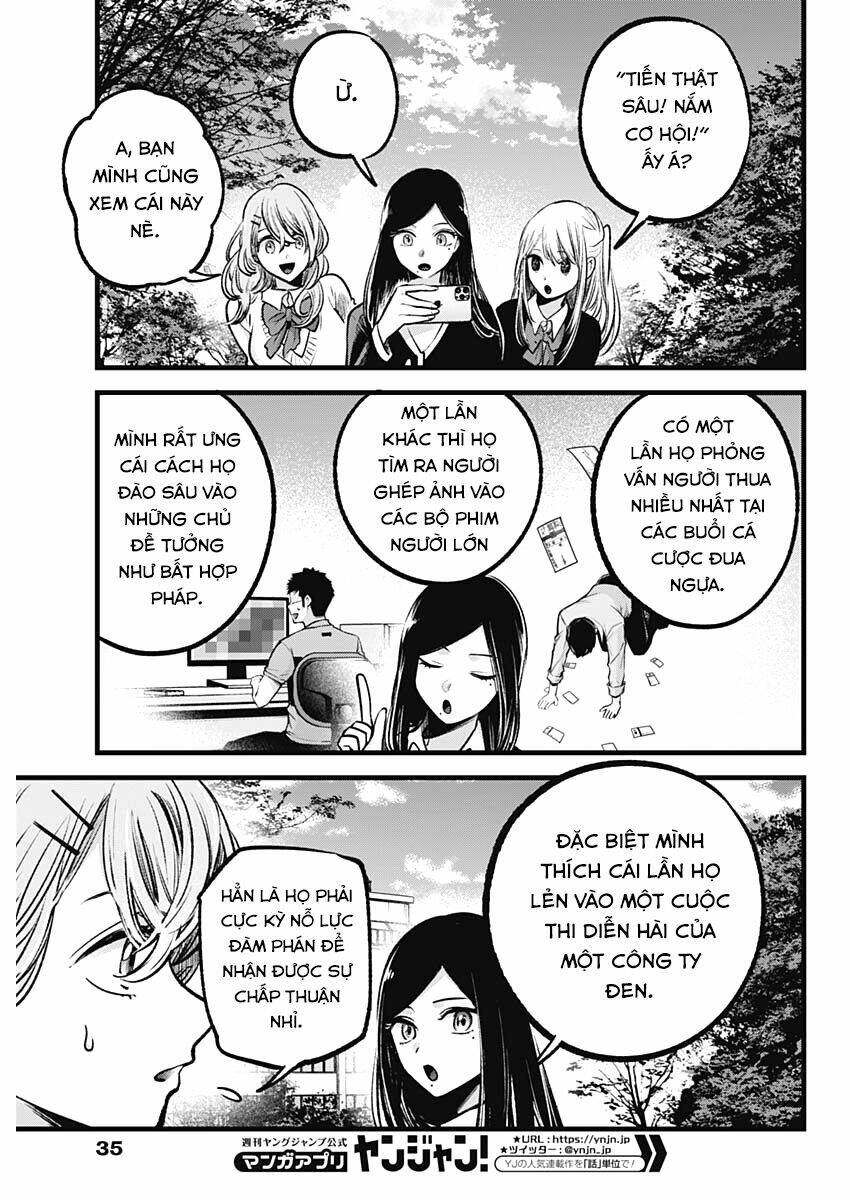 "TIẾN THẬT
SÂU! NẮM
CƠ HỘI!"
ẤY Á?
Ừ.
A, BẠN
MÌNH CŨNG
XEM CÁI NÀY
NÈ.
CÓ MỘT
LẦN HỌ PHỎNG
VẤN NGƯỜI THUA
NHIỀU NHẤT TẠI
CÁC BUỔI CÁ
CƯỢC ĐUA
NGỰA.
MỘT LẦN
KHÁC THÌ HỌ
TÌM RA NGƯỜI
GHÉP ẢNH VÀO
CÁC BỘ PHIM
NGƯỜI LỚN
MÌNH RẤT ƯNG
CÁI CÁCH HỌ
ĐÀO SÂU VÀO
NHỮNG CHỦ
ĐỀ TƯỞNG
NHƯ BẤT HỢP
PHÁP.
ĐẶC BIỆT MÌNH
THÍCH CÁI LẦN HỌ
LẺN VÀO MỘT CUỘC
THI DIỄN HÀI CỦA
MỘT CÔNG TY
ĐEN.
HẲN LÀ HỌ PHẢI
CỰC KỲ NỖ LỰC
ĐÀM PHÁN ĐỂ
NHẬN ĐƯỢC SỰ
CHẤP THUẬN
NHỈ.
35
週刊ヤングジャンプ公式
マンガアプリ
ヤンジャン!
★URL:https://ynjn.jp
★ツイッター:@ynjn_jp
YJの人気連載作を「話」単位で!